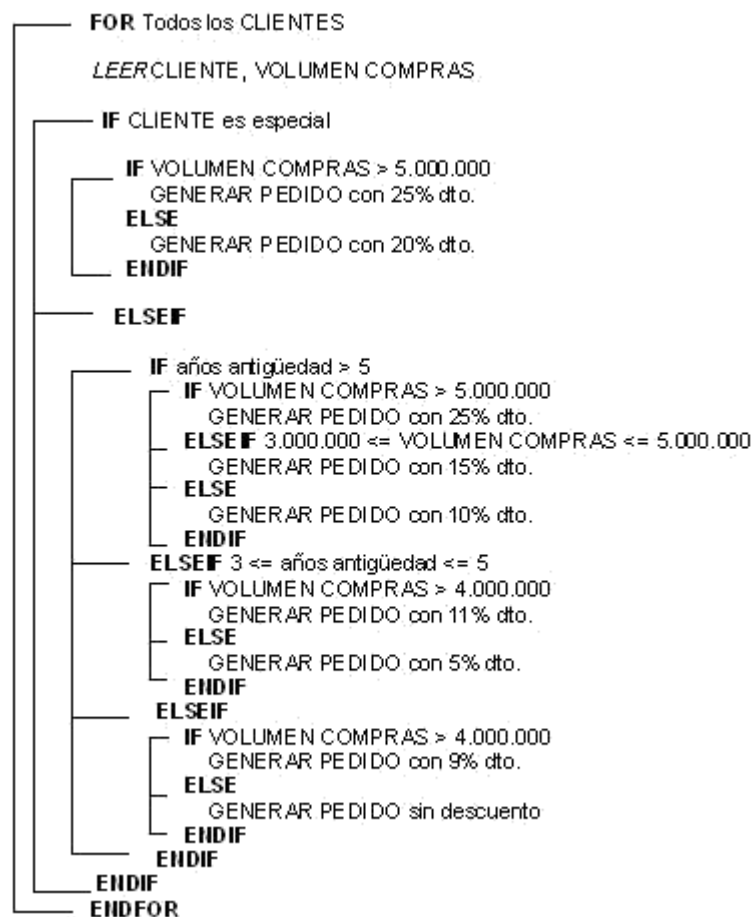 FOR Todos los CLIENTES
LEER CLIENTE, VOLUMEN COMPRAS
IF CLIENTE es especial
IF VOLUMEN COMPRAS > 5.000.000
GENERAR PEDIDO con 25% dto.
ELSE
GENERAR PEDIDO con 20% dto.
ENDIF
ELSEIF
IF años antigüedad > 5
IF VOLUMEN COMPRAS > 5.000.000
GENERAR PEDIDO con 25% dto.
ELSEIF 3.000.000 <= VOLUMEN COMPRAS <= 5.000.000
GENERAR PEDIDO con 15% dto.
ELSE
GENERAR PEDIDO con 10% dto.
ENDIF
ELSEIF 3 <= años antigüedad <= 5
IF VOLUMEN COMPRAS > 4.000.000
GENERAR PEDIDO con 11% dto.
ELSE
GENERAR PEDIDO con 5% dto.
ENDIF
ELSEIF
IF VOLUMEN COMPRAS > 4.000.000
GENERAR PEDIDO con 9% dto.
ELSE
GENERAR PEDIDO sin descuento
ENDIF
ENDIF
ENDIF
ENDFOR